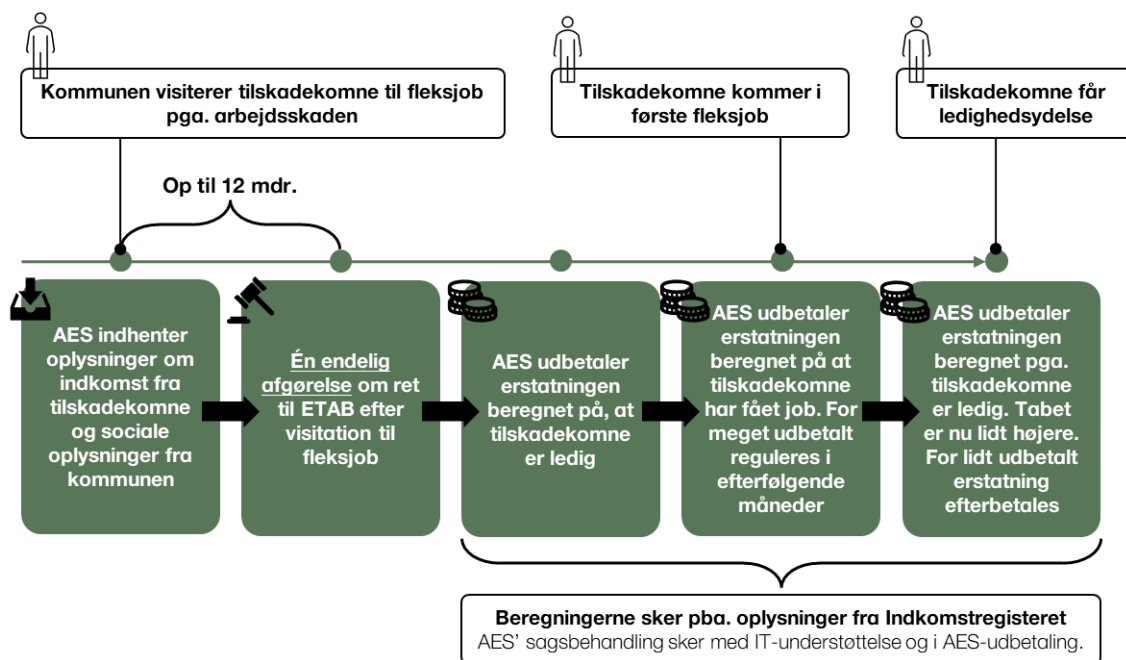 Kommunen visiterer tilskadekomne til fleksjob
pga. arbejdsskaden
Tilskadekomne kommer i
første fleksjob
Tilskadekomne får
ledighedsydelse
Op til 12 mdr.
AES indhenter
oplysninger om
indkomst fra
tilskadekomne
og sociale
oplysninger fra
kommunen
Én endelig
afgørelse om ret
til ETAB efter
visitation til
fleksjob
AES udbetaler
erstatningen
beregnet på, at
tilskadekomne
er ledig
AES udbetaler
erstatningen
beregnet på at
tilskadekomne
har fået job. For
meget udbetalt
reguleres i
efterfølgende
måneder
AES udbetaler
erstatningen
beregnet pga.
tilskadekomne
er ledig. Tabet
er nu lidt højere.
For lidt udbetalt
erstatning
efterbetales
Beregningerne sker pba. oplysninger fra Indkomstregisteret
AES’ sagsbehandling sker med IT-understøttelse og i AES-udbetaling.